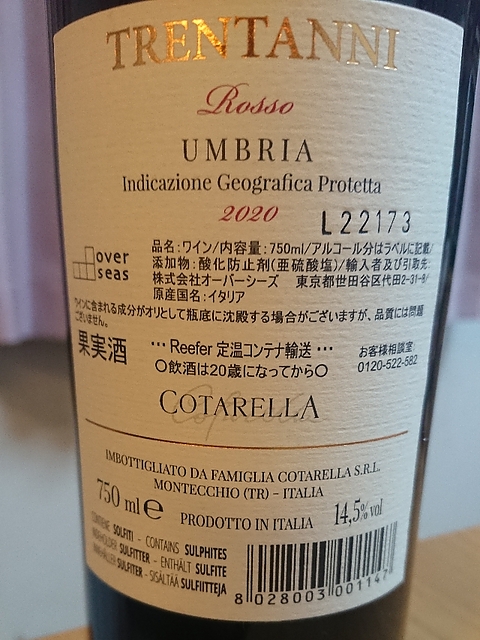 TRENTANNI
Rosso
UMBRIA
Indicazione Geografica Protetta
2020
L22173
over
seas
品名:ワイン/内容量:750ml/アルコール分はラベルに記載/
添加物:酸化防止剤(亜硫酸塩)/輸入者及び引取先:
株式会社オーバーシーズ 東京都世田谷区代田2-31-8/
原産国名:イタリア
ワインに含まれる成分がオリとして瓶底に沈殿する場合がございますが、品質には問題
ございません。
果実酒
… Reefer 定温コンテナ輸送 …
○飲酒は20歳になってから○
お客様相談室
0120-522-582
COTARELLA
IMBOTTIGLIATO DA FAMIGLIA COTARELLA S.R.L.
MONTECCHIO (TR) - ITALIA
750 ml e
PRODOTTO IN ITALIA
14,5% vol
CONTIENE SOLFITI - CONTAINS SULPHITES
INDEHOLDER SULFITTER - ENTHÄLT SULFITE
INNEHÅLLER SULFITER - SISÄLTÄÄ SULFIITTEJA
8 028003 001147